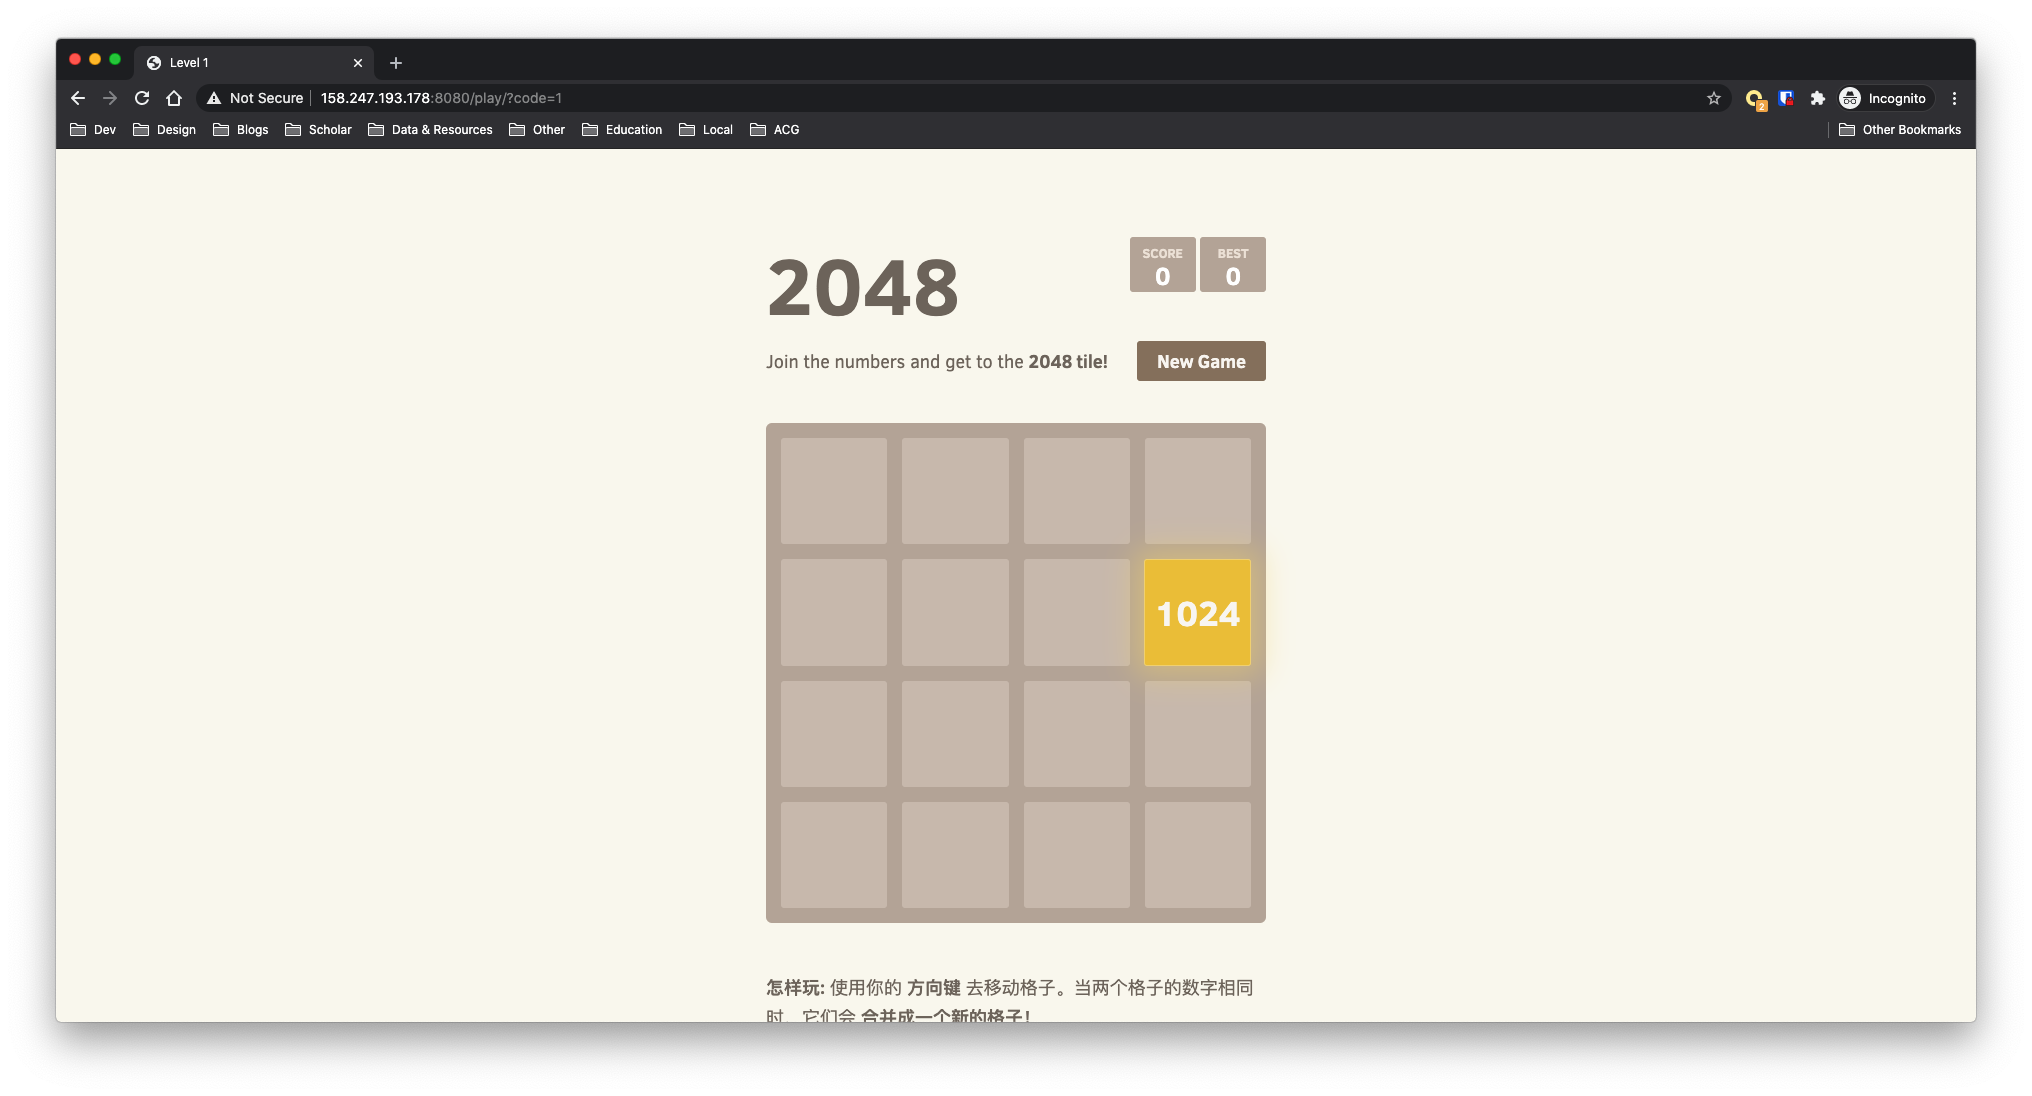 Level 1
Not Secure 158.247.193.178:8080/play/?code=1
2
Incognito
Dev Design Blogs Scholar Data & Resources Other Education Local ACG Other Bookmarks
2048
SCORE
0
BEST
0
Join the numbers and get to the 2048 tile!
New Game
1024
怎样玩: 使用你的 方向键 去移动格子。当两个格子的数字相同
时，它们会 合并成一个新的格子!